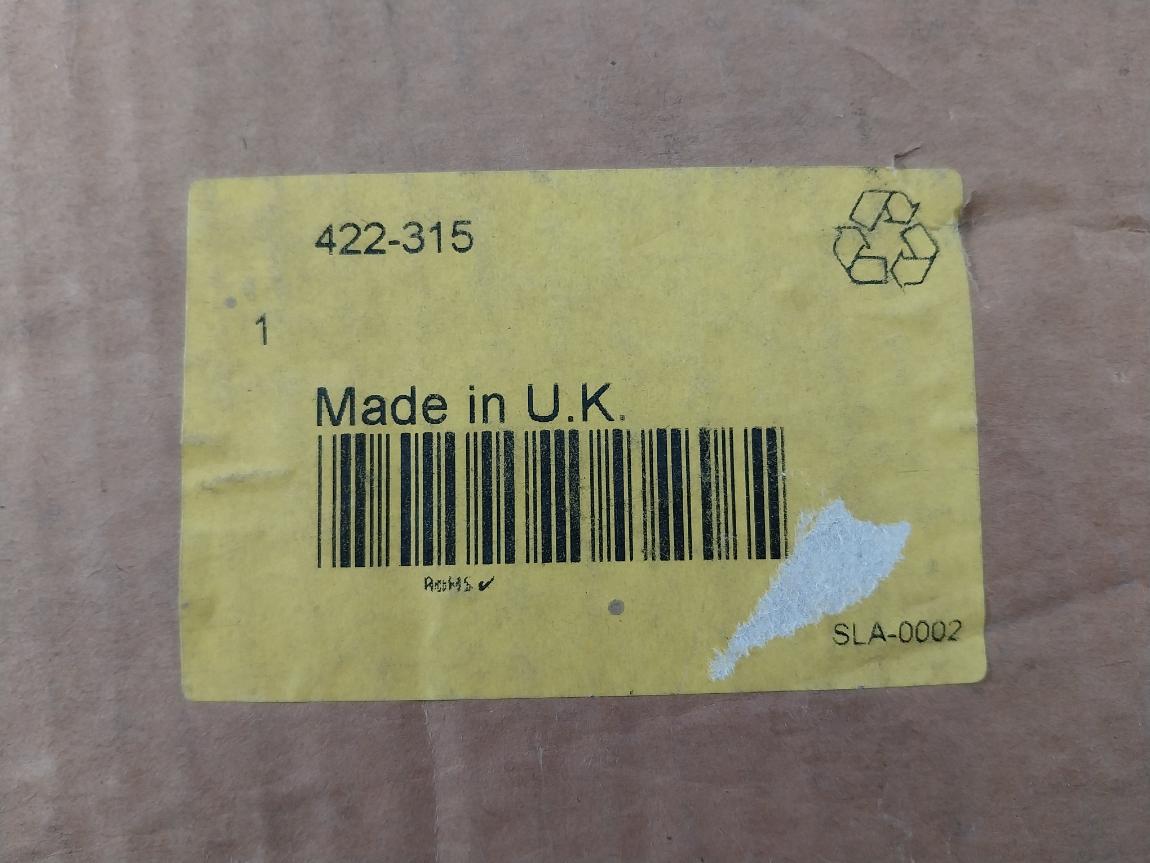 422-315
1
Made in U.K.
RoHS ✔
SLA-0002